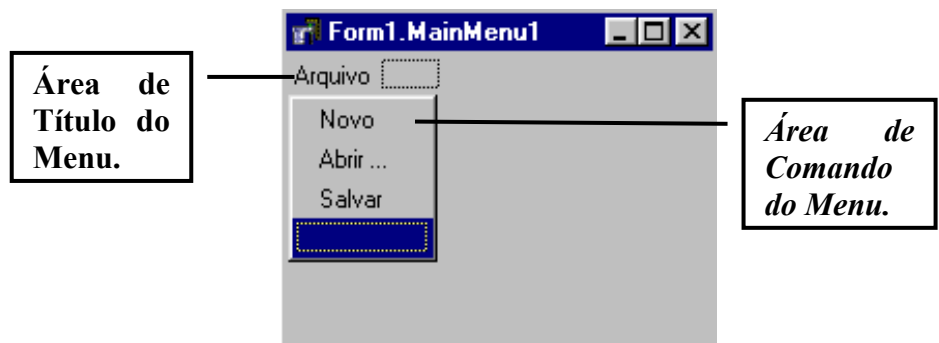 Form1.MainMenu1
Área de
Título do
Menu.
Arquivo
Novo
Abrir ...
Salvar
Área de
Comando
do Menu.